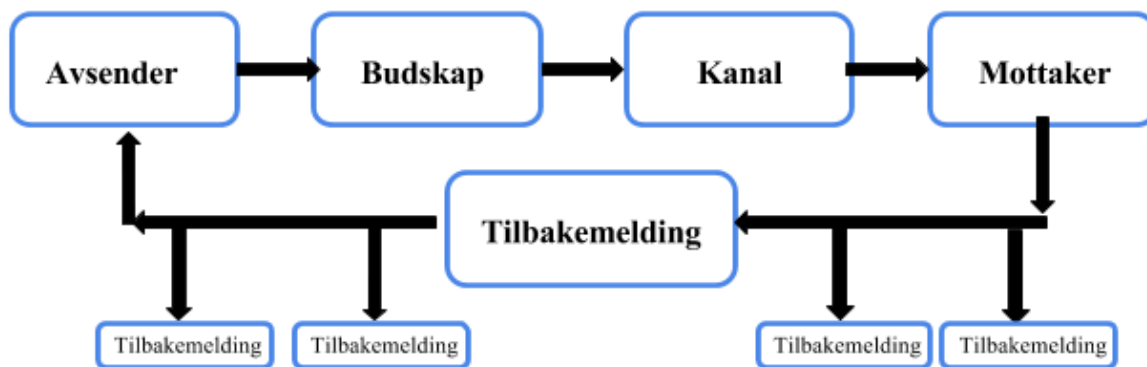 Avsender
Budskap
Kanal
Mottaker
Tilbakemelding
Tilbakemelding
Tilbakemelding
Tilbakemelding
Tilbakemelding